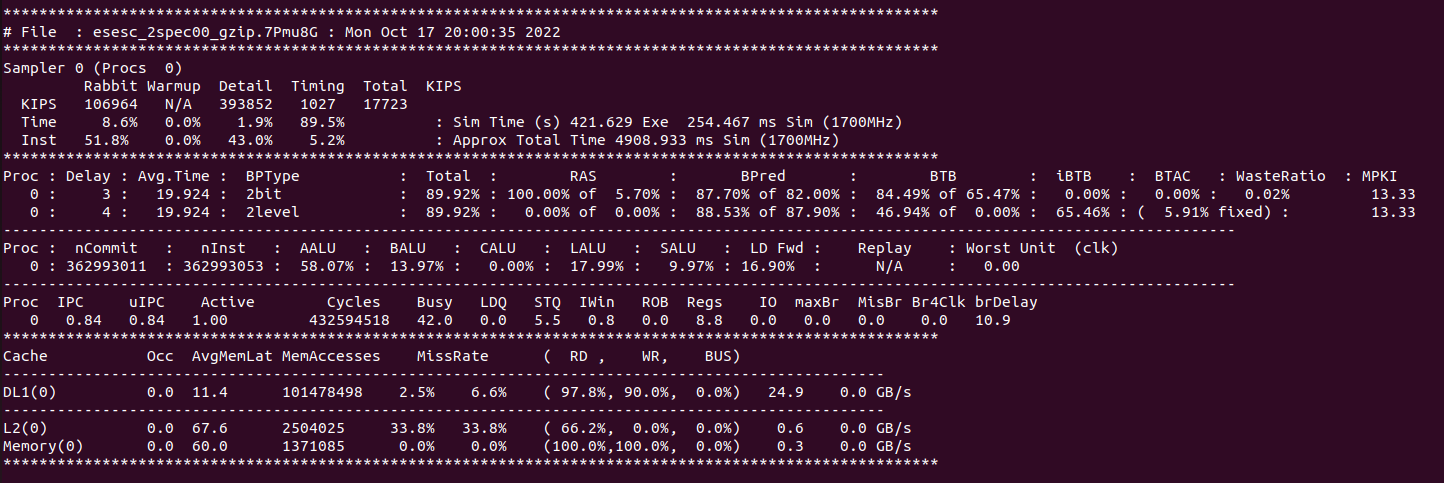 ********************************************************************************************************
# File  : esesc_2spec00_gzip.7Pmu8G : Mon Oct 17 20:00:35 2022
********************************************************************************************************
Sampler 0 (Procs  0)
         Rabbit Warmup  Detail  Timing  Total  KIPS
  KIPS   106964   N/A   393852   1027   17723
  Time     8.6%  0.0%     1.9%  89.5%          : Sim Time (s) 421.629 Exe  254.467 ms Sim (1700MHz)
  Inst   51.8%   0.0%   43.0%    5.2%          : Approx Total Time 4908.933 ms Sim (1700MHz)
********************************************************************************************************
Proc : Delay : Avg.Time : BPType            :  Total :        RAS        :       BPred       :        BTB        :  iBTB   :  BTAC   : WasteRatio  : MPKI
   0 :     3 :   19.924 :  2bit             : 89.92% : 100.00% of  5.70% :  87.70% of 82.00% :  84.49% of 65.47% :   0.00% :   0.00% :  0.02%         13.33
   0 :     4 :   19.924 :  2level           : 89.92% :   0.00% of  0.00% :  88.53% of 87.90% :  46.94% of  0.00% :  65.46% : (  5.91% fixed) :         13.33
-----------------------------------------------------------------------------------------------------------------------------------------
Proc :  nCommit   :   nInst   :  AALU   :  BALU   :  CALU   :  LALU   :  SALU   :  LD Fwd :    Replay    : Worst Unit  (clk)
   0 : 362993011  : 362993053 :  58.07% :  13.97% :   0.00% :  17.99% :   9.97% : 16.90%  :      N/A     :   0.00
-----------------------------------------------------------------------------------------------------------------------------------------
Proc  IPC     uIPC    Active        Cycles   Busy   LDQ   STQ  IWin   ROB  Regs    IO  maxBr  MisBr Br4Clk brDelay
   0   0.84   0.84   1.00         432594518  42.0   0.0   5.5   0.8   0.0   8.8   0.0   0.0   0.0    0.0   10.9
********************************************************************************************************
Cache           Occ  AvgMemLat MemAccesses    MissRate      (  RD ,    WR,    BUS)
--------------------------------------------------------------------------------------------------
DL1(0)          0.0  11.4      101478498    2.5%    6.6%    ( 97.8%, 90.0%,  0.0%)   24.9    0.0 GB/s
--------------------------------------------------------------------------------------------------
L2(0)           0.0  67.6      2504025     33.8%   33.8%    ( 66.2%,  0.0%,  0.0%)    0.6    0.0 GB/s
Memory(0)       0.0  60.0      1371085      0.0%    0.0%    (100.0%,100.0%,  0.0%)    0.3    0.0 GB/s
********************************************************************************************************